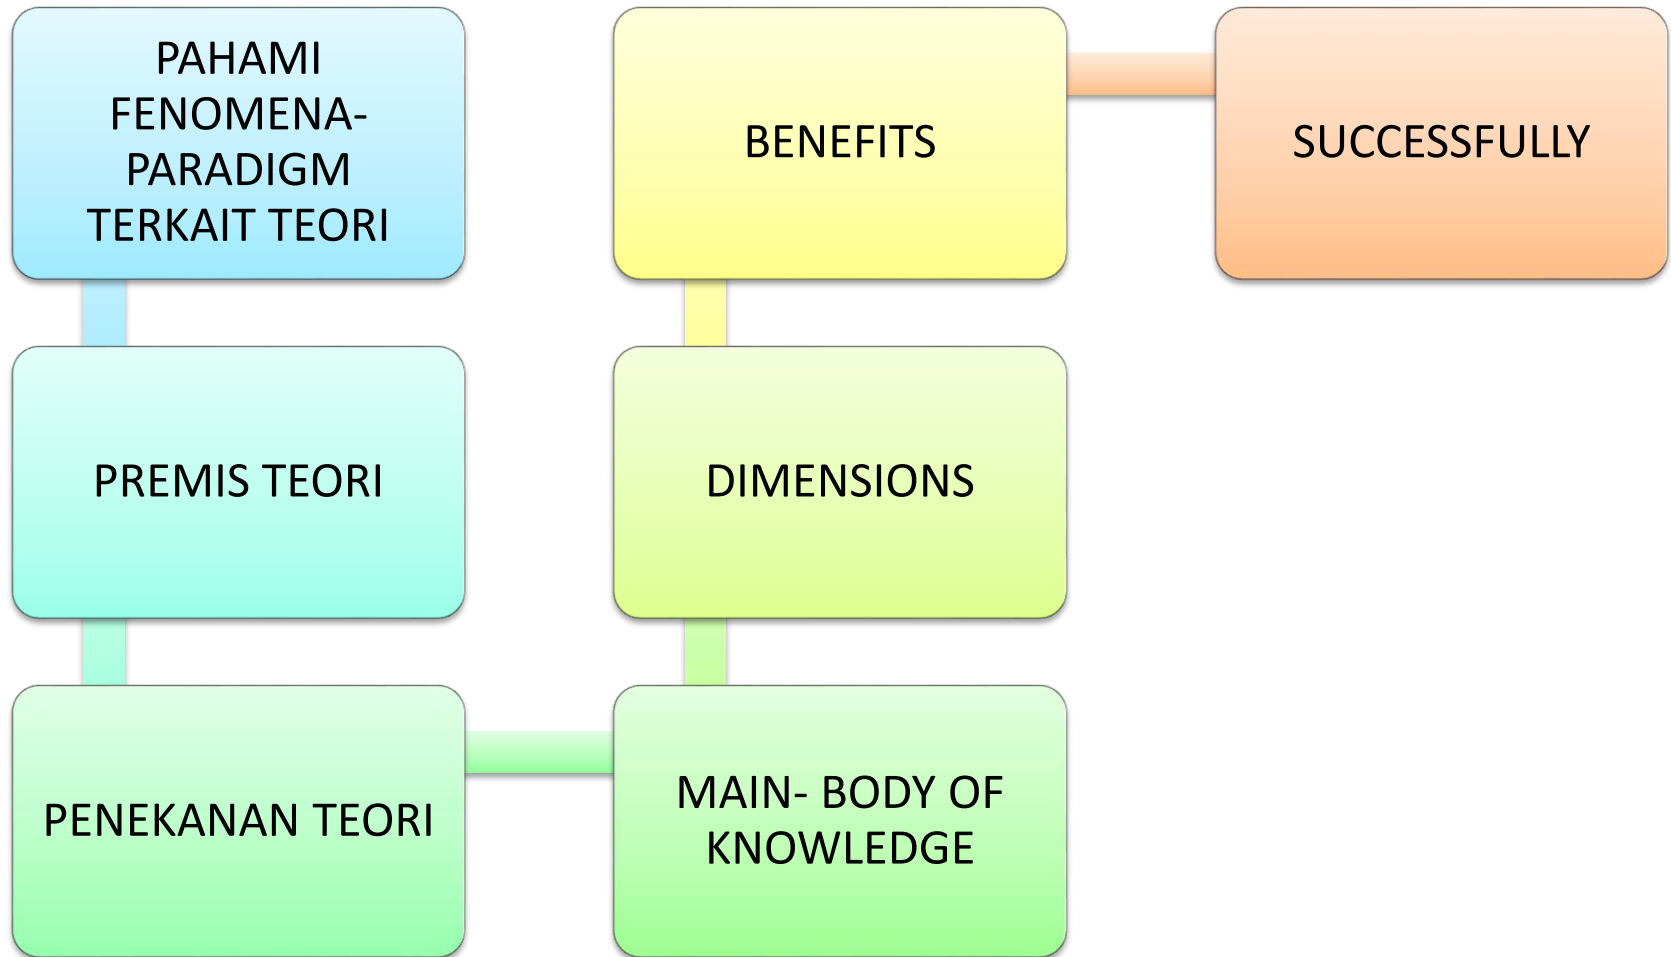 PAHAMI
FENOMENA-
PARADIGM
TERKAIT TEORI
PREMIS TEORI
PENEKANAN TEORI
MAIN- BODY OF
KNOWLEDGE
DIMENSIONS
BENEFITS
SUCCESSFULLY